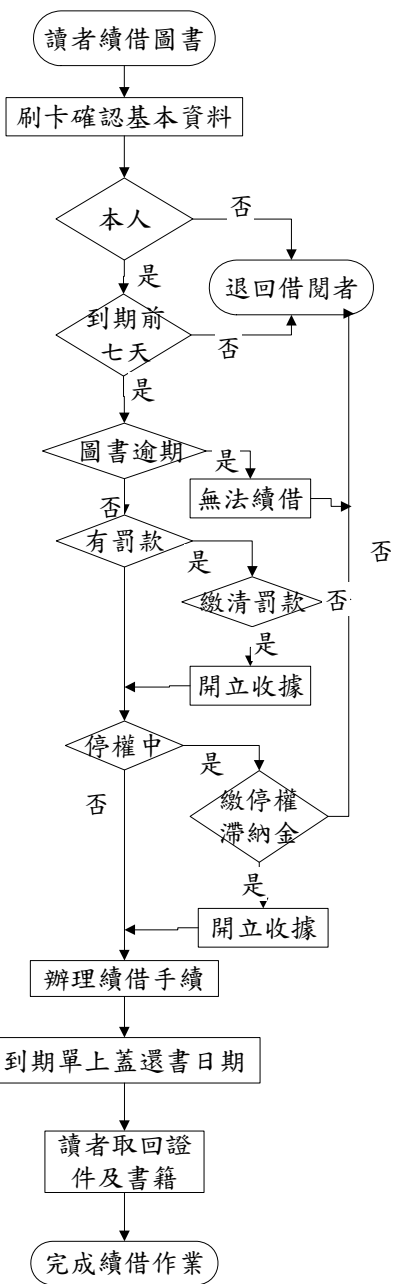 讀者續借圖書
刷卡確認基本資料
本人
否
是
退回借閱者
到期前
七天
否
是
圖書逾期
是
無法續借
否
有罰款
是
否
繳清罰款
否
是
開立收據
停權中
是
否
繳停權
滯納金
是
開立收據
辦理續借手續
到期單上蓋還書日期
讀者取回證
件及書籍
完成續借作業